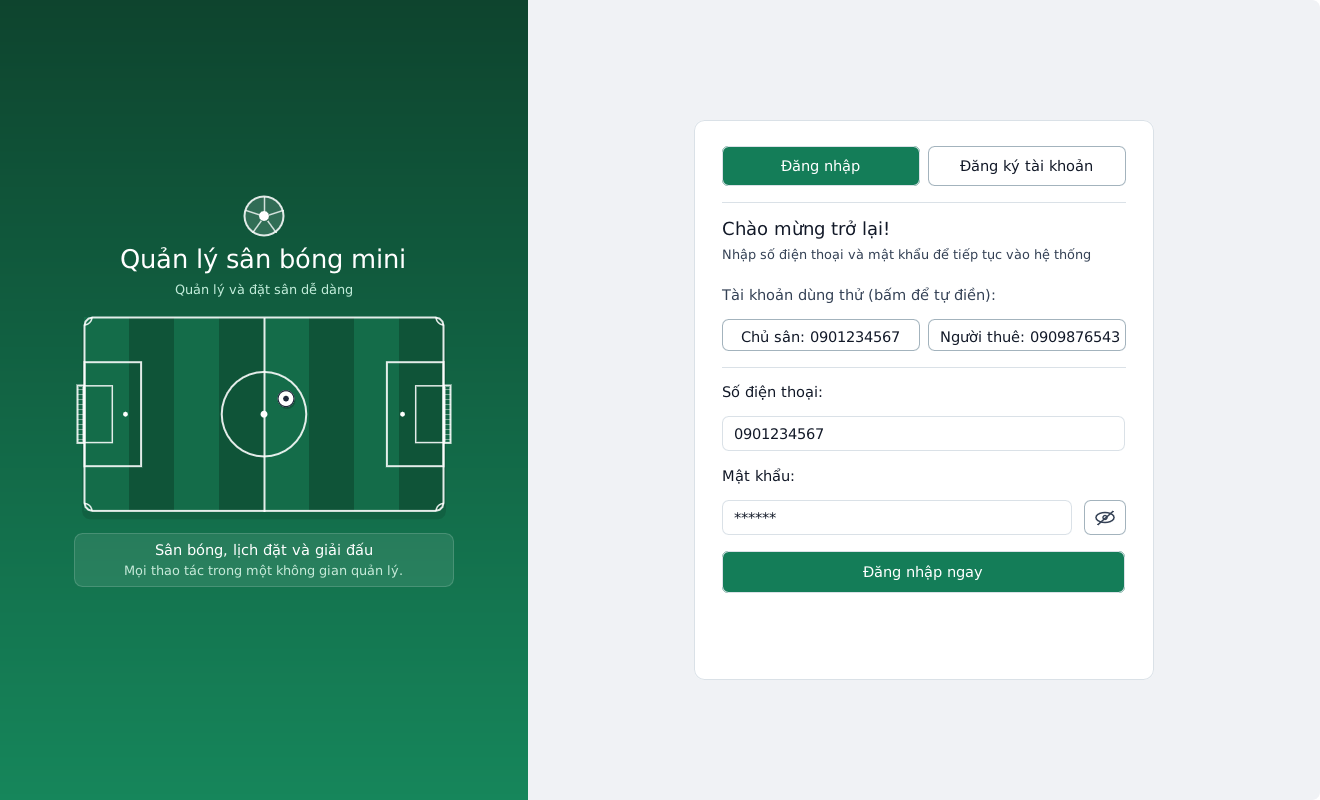 Quản lý sân bóng mini
Quản lý và đặt sân dễ dàng
Sân bóng, lịch đặt và giải đấu
Mọi thao tác trong một không gian quản lý.
Đăng nhập
Đăng ký tài khoản
Chào mừng trở lại!
Nhập số điện thoại và mật khẩu để tiếp tục vào hệ thống
Tài khoản dùng thử (bấm để tự điền):
Chủ sân: 0901234567
Người thuê: 0909876543
Số điện thoại:
0901234567
Mật khẩu:
******
Đăng nhập ngay